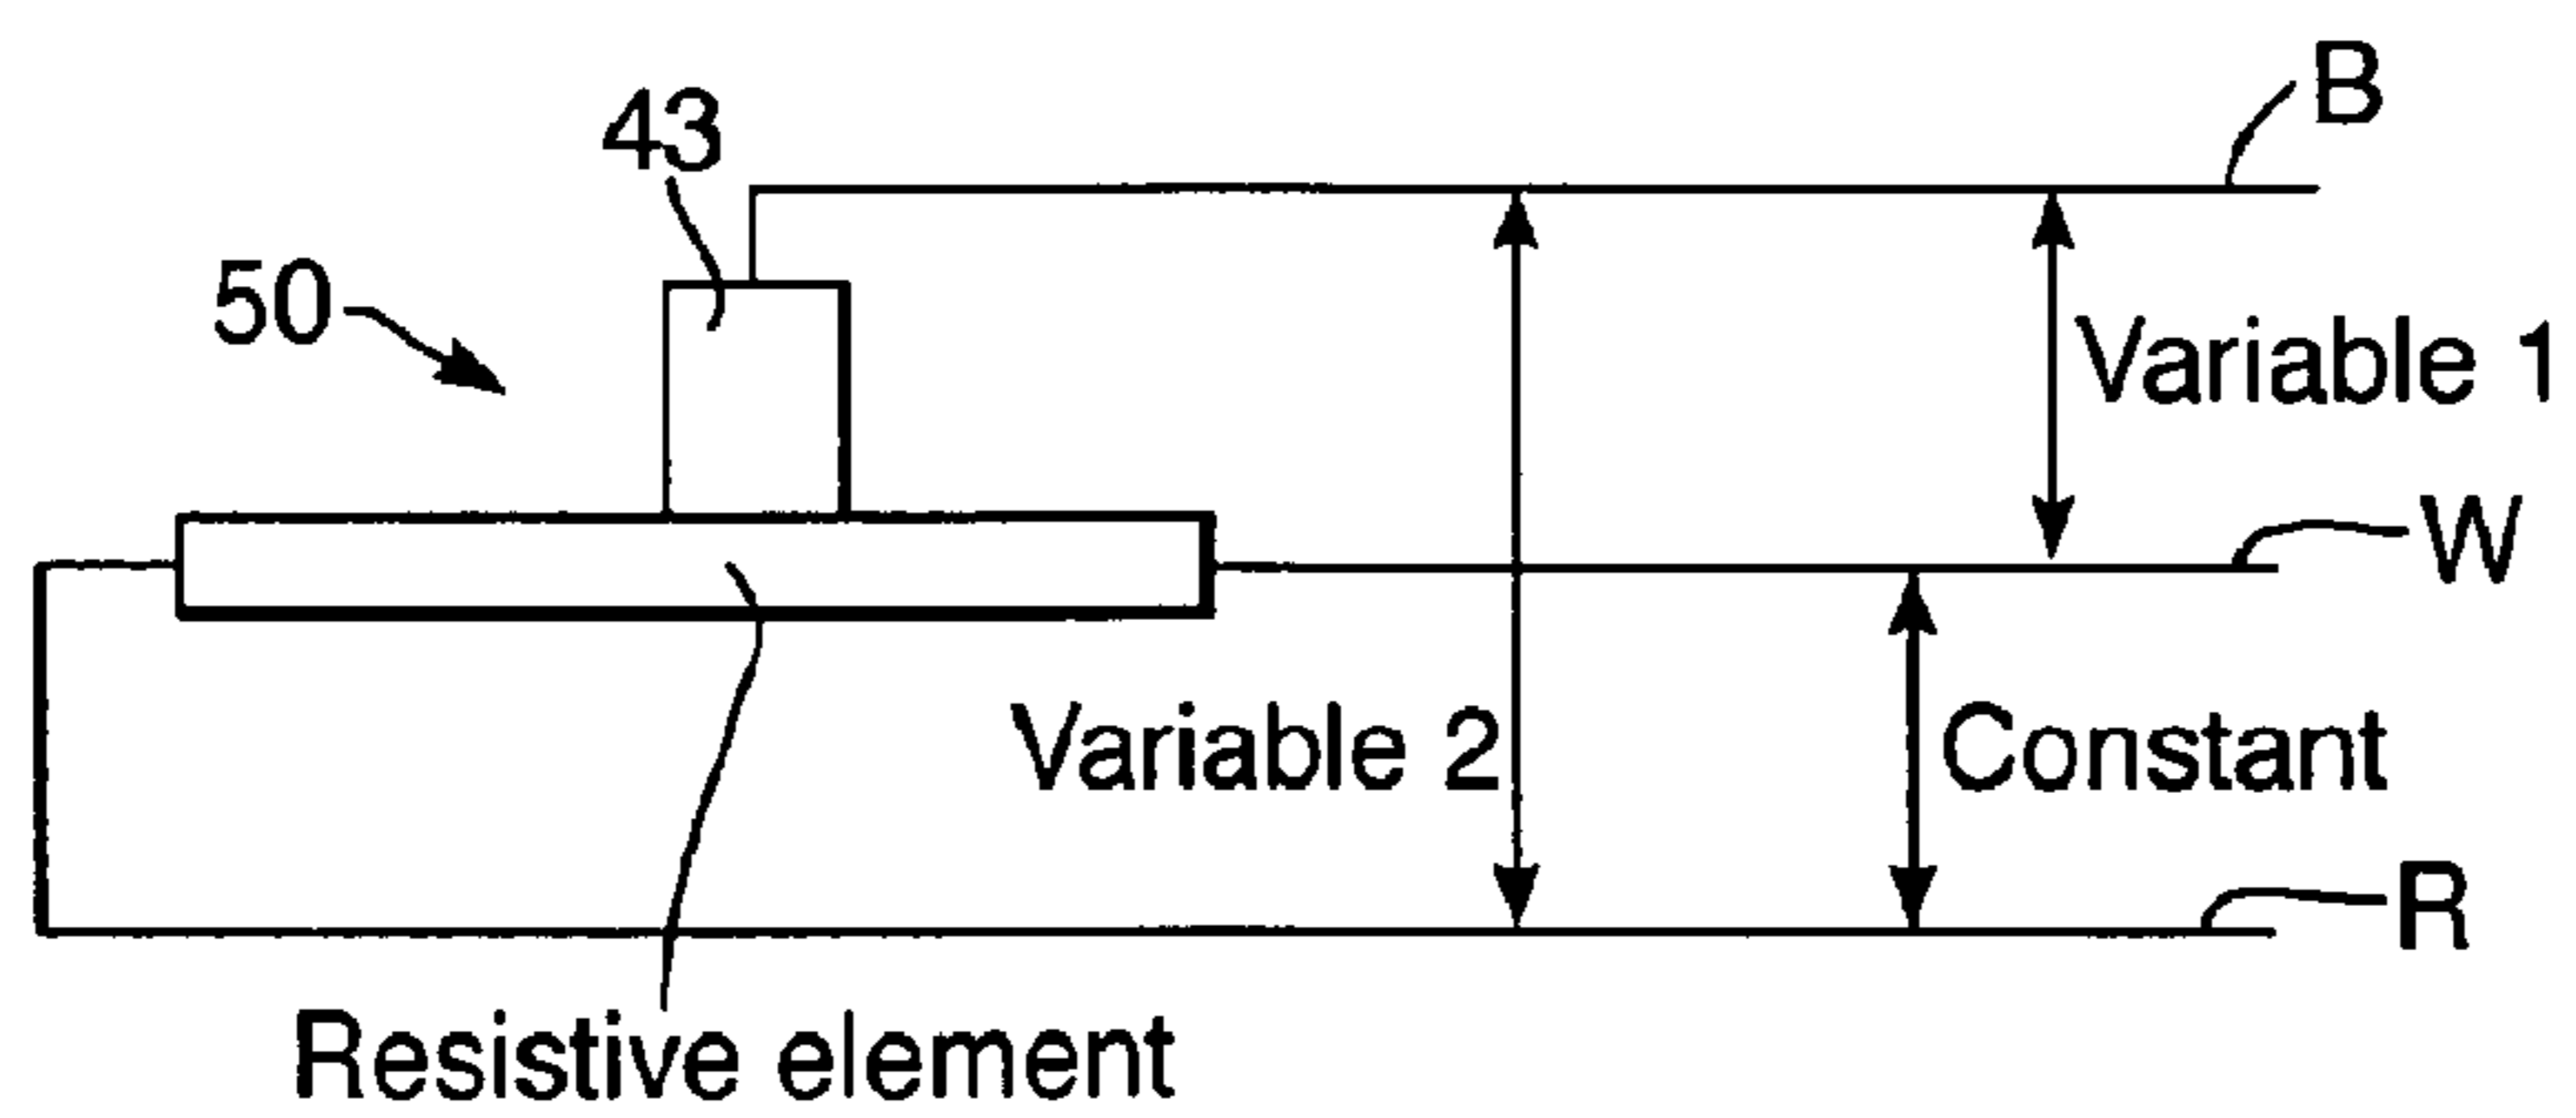 B
43
50
Variable 1
W
Variable 2
Constant
R
Resistive element